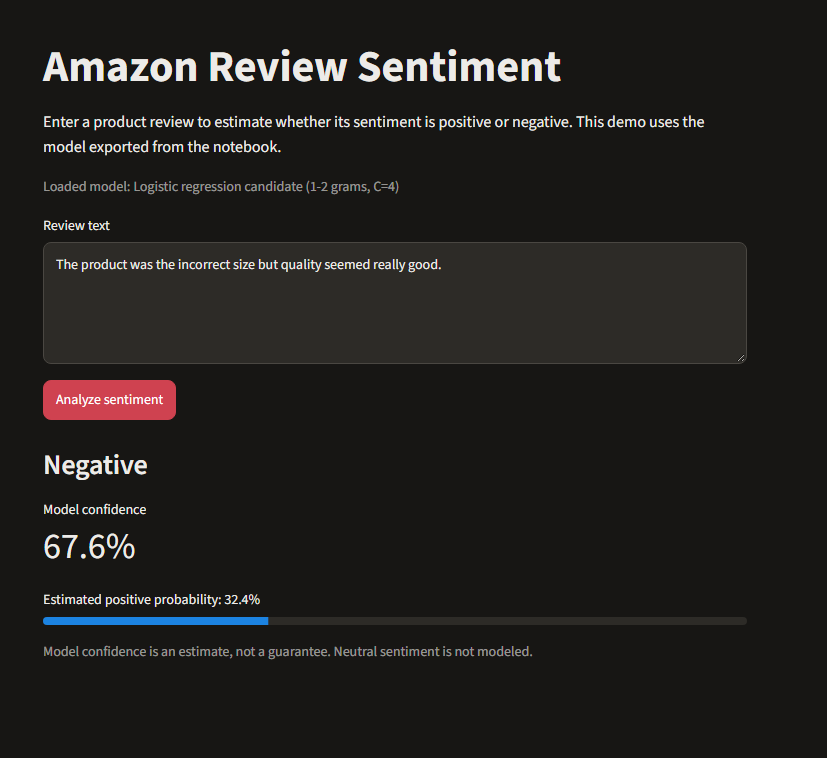 Amazon Review Sentiment
Enter a product review to estimate whether its sentiment is positive or negative. This demo uses the
model exported from the notebook.
Loaded model: Logistic regression candidate (1-2 grams, C=4)
Review text
The product was the incorrect size but quality seemed really good.
Analyze sentiment
Negative
Model confidence
67.6%
Estimated positive probability: 32.4%
Model confidence is an estimate, not a guarantee. Neutral sentiment is not modeled.